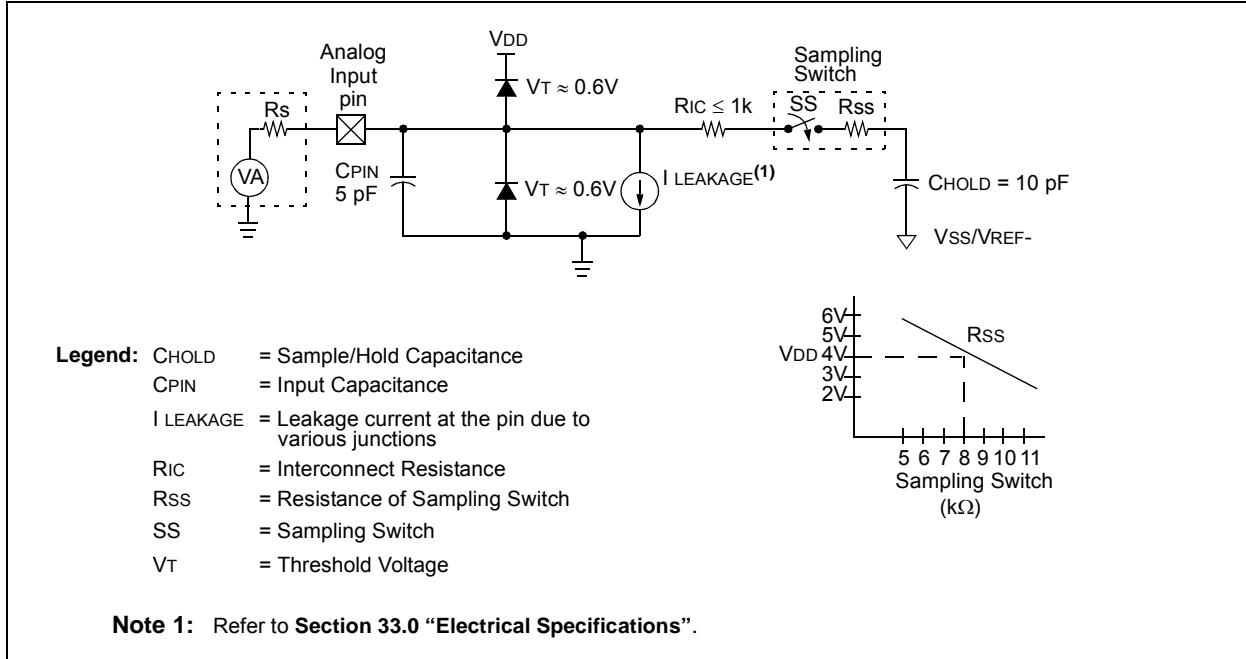 VDD
Analog
Input
pin
Sampling
Switch
VT ≈ 0.6V
Rs
RIC ≤ 1k
SS
Rss
VA
CPIN
5 pF
VT ≈ 0.6V
I LEAKAGE(1)
CHOLD = 10 pF
VSS/VREF-
6V
5V
VDD 4V
3V
2V
RSS
5 6 7 8 9 10 11
Sampling Switch
(kΩ)
Legend: CHOLD = Sample/Hold Capacitance
CPIN = Input Capacitance
I LEAKAGE = Leakage current at the pin due to
various junctions
RIC = Interconnect Resistance
RSS = Resistance of Sampling Switch
SS = Sampling Switch
VT = Threshold Voltage
Note 1: Refer to Section 33.0 “Electrical Specifications”.